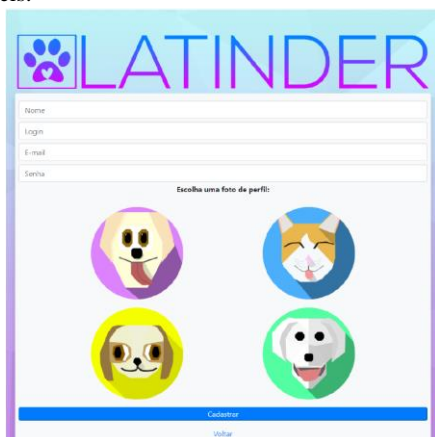 LATINDER
Nome
Login
E-mail
Senha
Escolha uma foto de perfil:
Cadastrar
Voltar